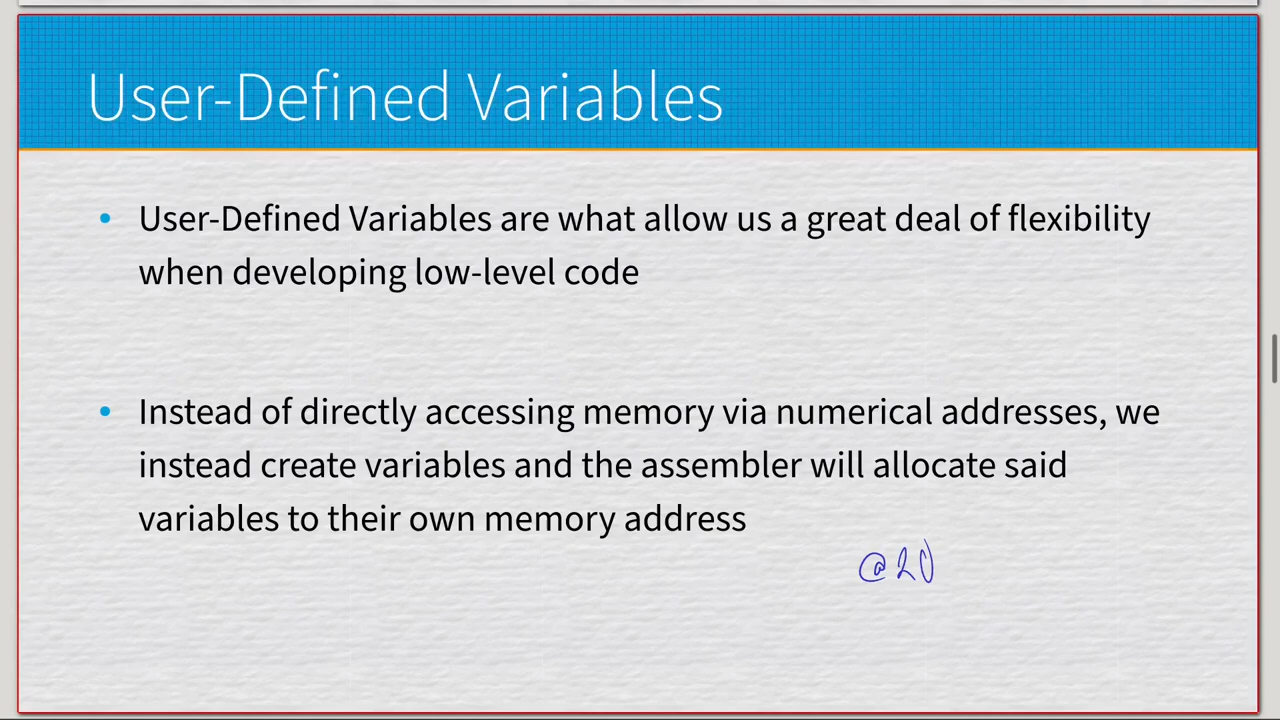 User-Defined Variables
• User-Defined Variables are what allow us a great deal of flexibility
when developing low-level code
• Instead of directly accessing memory via numerical addresses, we
instead create variables and the assembler will allocate said
variables to their own memory address
@20